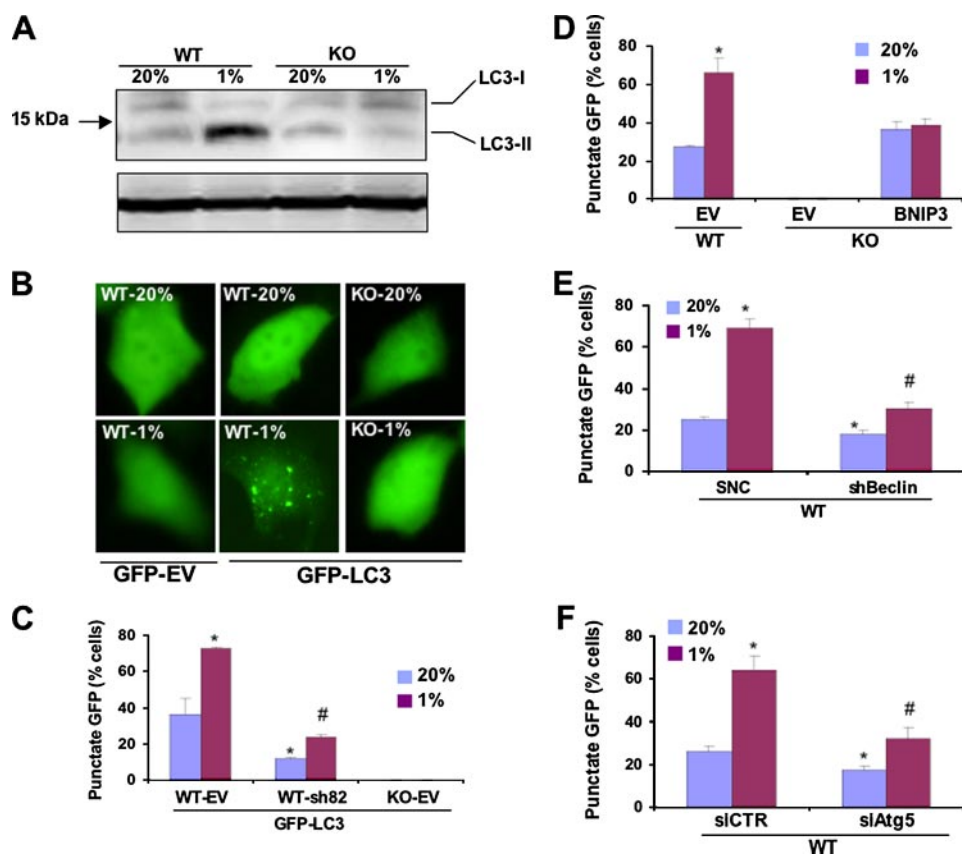 A
WT KO
20% 1% 20% 1%
LC3-I
15 kDa
LC3-II
B
WT-20% WT-20% KO-20%
WT-1% WT-1% KO-1%
GFP-EV GFP-LC3
C
Punctate GFP (% cells)
80
60
40
20
0
* * #
20%
1%
WT-EV WT-sh82 KO-EV
GFP-LC3
D
Punctate GFP (% cells)
80
60
40
20
0
*
20%
1%
EV EV BNIP3
WT KO
E
Punctate GFP (% cells)
80
60
40
20
0
20%
1%
* * #
SNC shBeclin
WT
F
Punctate GFP (% cells)
80
60
40
20
0
20%
1%
* * #
siCTR siAtg5
WT